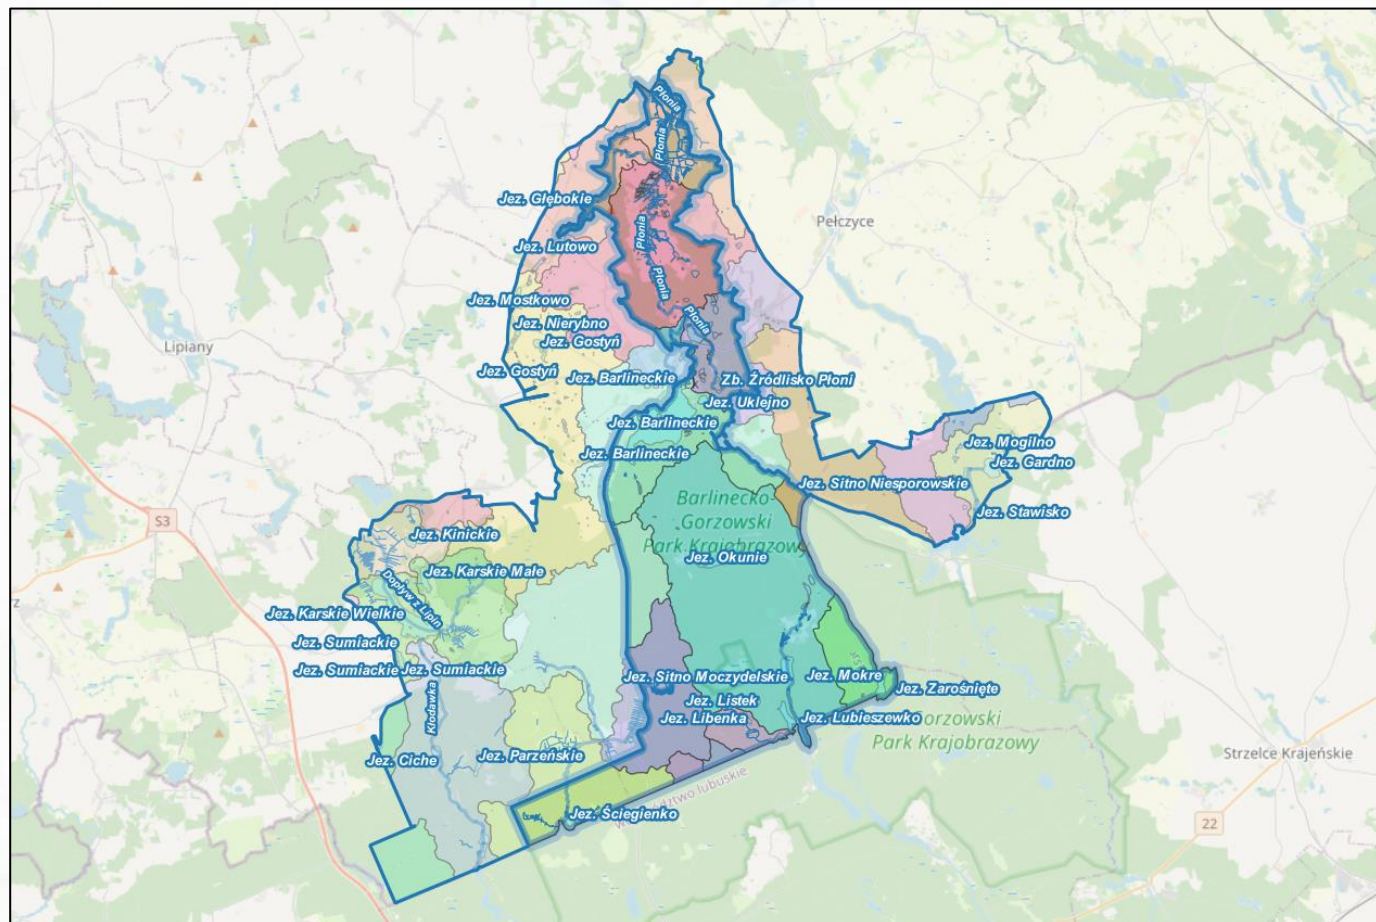 Płonia
Płonia
Jez. Głębokie
Pełczyce
Płonia
Jez. Lutowo
Płonia
Jez. Mostkowo
Płonia
Jez. Nierybno
Jez. Gostyń
Lipiany
Jez. Gostyń
Jez. Barlineckie
Zb. Źródlisko Płoni
Jez. Uklejno
Jez. Barlineckie
Jez. Mogilno
Jez. Barlineckie
Jez. Gardno
Jez. Sitno Niesporowskie
Barlinecko-
Gorzowski
Park Krajobrazowy
Jez. Stawisko
S3
Jez. Kinickie
Jez. Okunie
Jez. Karskie Małe
Dopływ z Lipin
Jez. Karskie Wielkie
Jez. Sumiackie
Jez. Sumiackie
Jez. Sumiackie
Jez. Sitno Moczydelskie
Jez. Mokre
Jez. Zarośnięte
Kłodawka
Jez. Listek
Jez. Libenka
Jez. Lubieszewko
Gorzowski
Park Krajobrazowy
Jez. Parzeńskie
Jez. Ciche
Strzelce Krajeńskie
Jez. Ściegienko
22